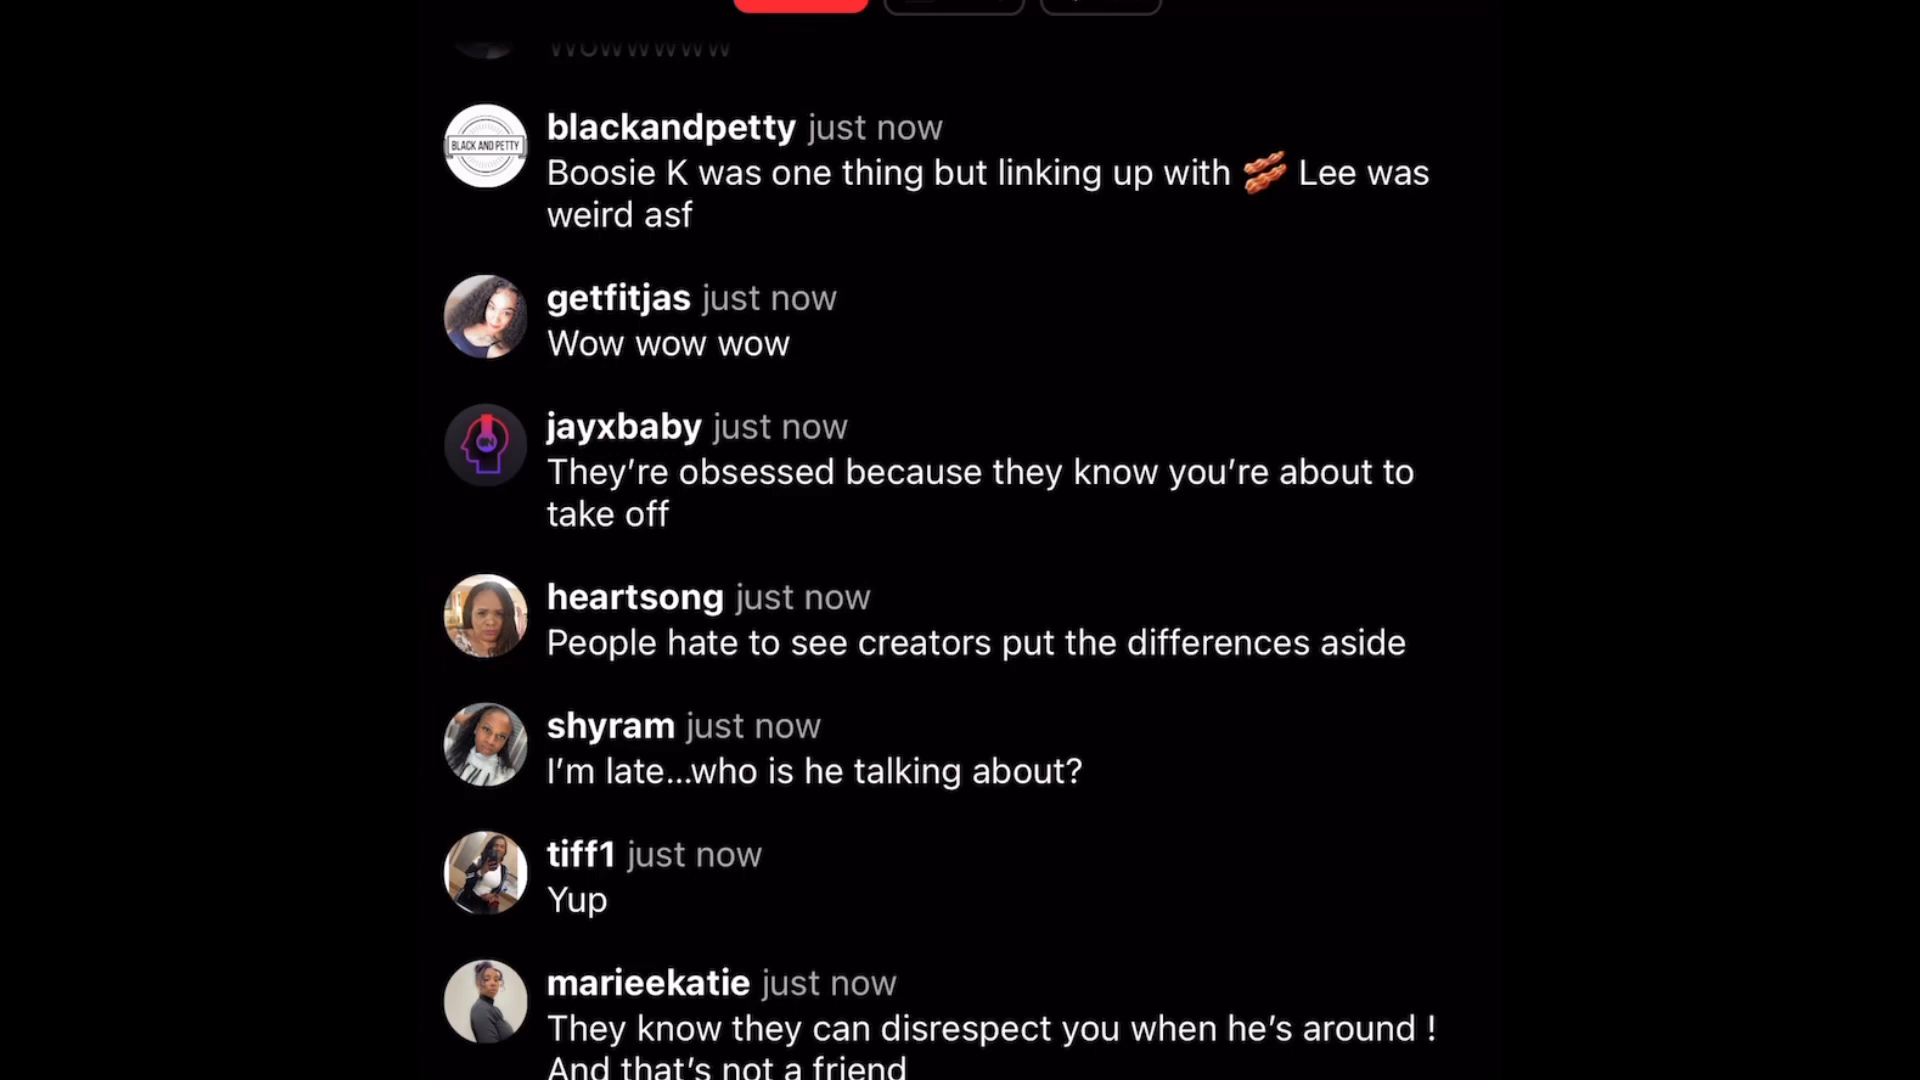 Wowwwww
blackandpetty just now
BLACK AND PETTY
Boosie K was one thing but linking up with 🥓 Lee was
weird asf
getfitjas just now
Wow wow wow
jayxbaby just now
They’re obsessed because they know you’re about to
take off
heartsong just now
People hate to see creators put the differences aside
shyram just now
I’m late...who is he talking about?
tiff1 just now
Yup
marieekatie just now
They know they can disrespect you when he’s around !
And that’s not a friend